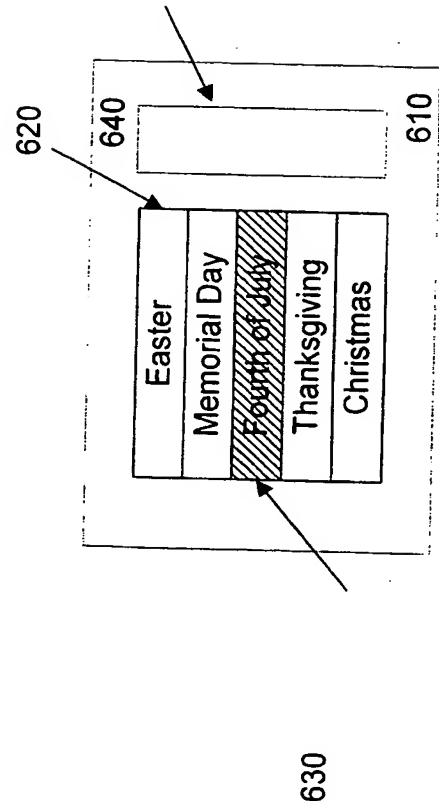 620
640
Easter
Memorial Day
Fourth of July
Thanksgiving
Christmas
610
630